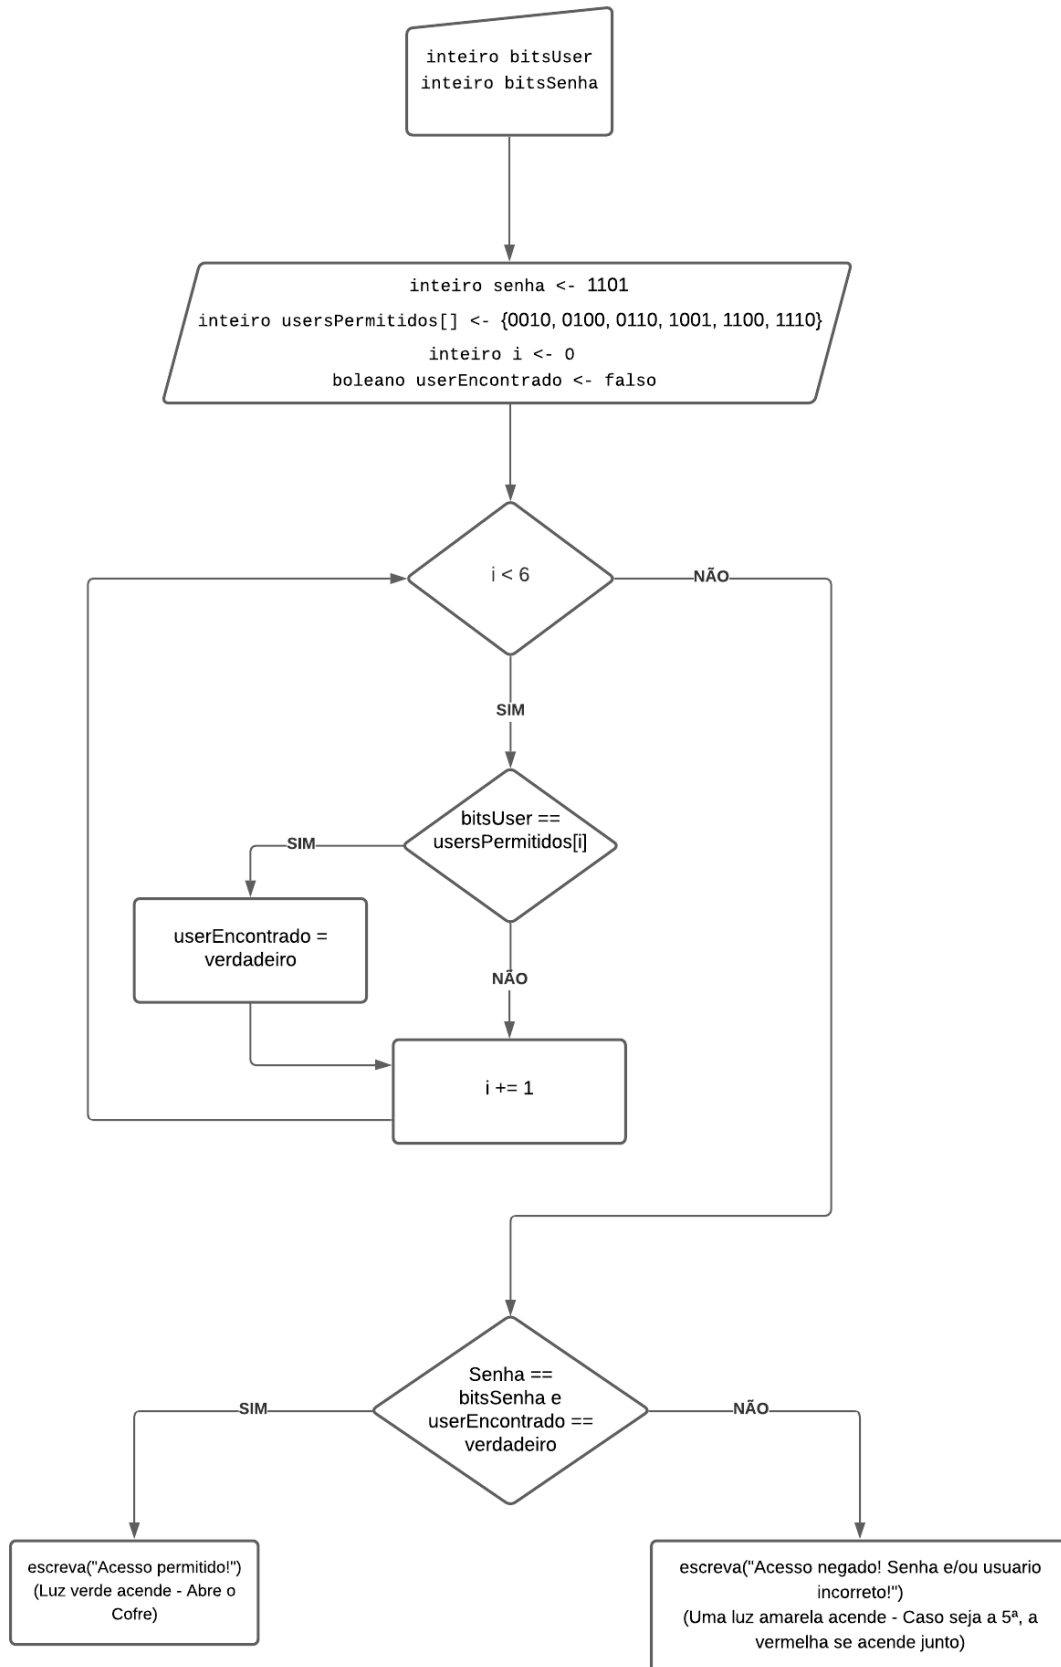 inteiro bitsUser
inteiro bitsSenha
inteiro senha <- 1101
inteiro usersPermitidos[] <- {0010, 0100, 0110, 1001, 1100, 1110}
inteiro i <- 0
boleano userEncontrado <- falso
i < 6
NÃO
SIM
bitsUser ==
usersPermitidos[i]
SIM
userEncontrado =
verdadeiro
NÃO
i += 1
Senha ==
bitsSenha e
userEncontrado ==
verdadeiro
SIM
NÃO
escreva("Acesso permitido!")
(Luz verde acende - Abre o
Cofre)
escreva("Acesso negado! Senha e/ou usuario
incorreto!")
(Uma luz amarela acende - Caso seja a 5ª, a
vermelha se acende junto)